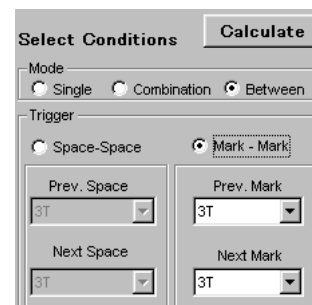 Select Conditions Calculate
Mode
Single Combination Between
Trigger
Space-Space Mark - Mark
Prev. Space Prev. Mark
3T 3T
Next Space Next Mark
3T 3T